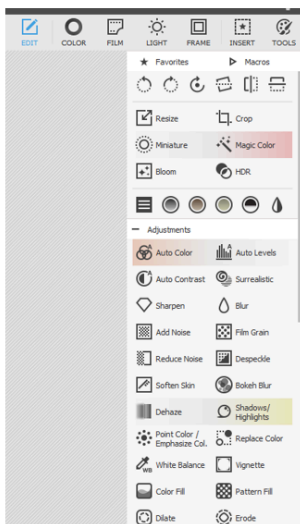 EDIT COLOR FILM LIGHT FRAME INSERT TOOLS
Favorites Macros
Resize Crop
Miniature Magic Color
Bloom HDR
Adjustments
Auto Color Auto Levels
Auto Contrast Surrealistic
Sharpen Blur
Add Noise Film Grain
Reduce Noise Despeckle
Soften Skin Bokeh Blur
Dehaze Shadows/
Highlights
Point Color / Replace Color
Emphasize Col.
WB White Balance Vignette
Color Fill Pattern Fill
Dilate Erode